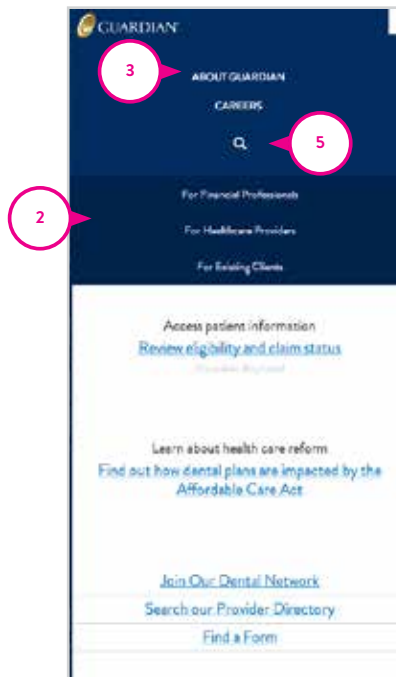 GUARDIAN
3
ABOUT GUARDIAN
CAREERS
5
For Financial Professionals
2
For Healthcare Providers
For Existing Clients
Access patient information
Review eligibility and claim status
Learn about health care reform
Find out how dental plans are impacted by the
Affordable Care Act
Join Our Dental Network
Search our Provider Directory
Find a Form